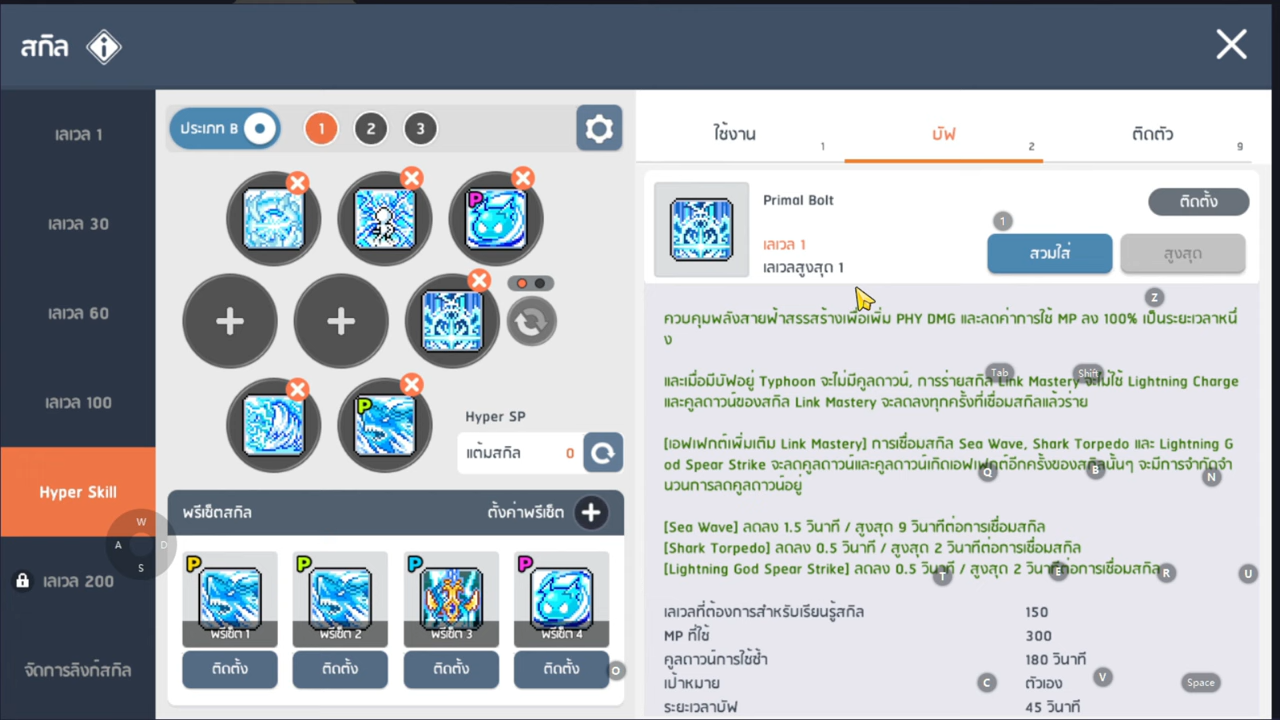 สกิล
เลเวล 1
เลเวล 30
เลเวล 60
เลเวล 100
Hyper Skill
เลเวล 200
จัดการลิงก์สกิล
W
A
D
S
ประเภท B
1
2
3
P
P
Hyper SP
แต้มสกิล 0
พรีเซ็ตสกิล
ตั้งค่าพรีเซ็ต
P
P
P
P
พรีเซ็ต 1
พรีเซ็ต 2
พรีเซ็ต 3
พรีเซ็ต 4
ติดตั้ง
ติดตั้ง
ติดตั้ง
ติดตั้ง
O
ใช้งาน 1
บัฟ 2
ติดตัว 9
Primal Bolt
ติดตั้ง
1
เลเวล 1
เลเวลสูงสุด 1
สวมใส่
สูงสุด
Z
ควบคุมพลังสายฟ้าสรรสร้างเพื่อเพิ่ม PHY DMG และลดค่าการใช้ MP ลง 100% เป็นระยะเวลาหนึ่
ง
Tab
Shift
และเมื่อมีบัฟอยู่ Typhoon จะไม่มีคูลดาวน์, การร่ายสกิล Link Mastery จะไม่ใช้ Lightning Charge
และคูลดาวน์ของสกิล Link Mastery จะลดลงทุกครั้งที่เชื่อมสกิลแล้วร่าย
[เอฟเฟกต์เพิ่มเติม Link Mastery] การเชื่อมสกิล Sea Wave, Shark Torpedo และ Lightning G
od Spear Strike จะลดคูลดาวน์และคูลดาวน์เกิดเอฟเฟกต์อีกครั้งของสกิลนั้นๆ จะมีการจำกัดจำ
นวนการลดคูลดาวน์อยู่
Q
B
N
[Sea Wave] ลดลง 1.5 วินาที / สูงสุด 9 วินาทีต่อการเชื่อมสกิล
[Shark Torpedo] ลดลง 0.5 วินาที / สูงสุด 2 วินาทีต่อการเชื่อมสกิล
[Lightning God Spear Strike] ลดลง 0.5 วินาที / สูงสุด 2 วินาทีต่อการเชื่อมสกิล
T
E
R
U
เลเวลที่ต้องการสำหรับเรียนรู้สกิล 150
MP ที่ใช้ 300
คูลดาวน์การใช้ซ้ำ 180 วินาที
เป้าหมาย ตัวเอง
C
V
Space
ระยะเวลาบัฟ 45 วินาที